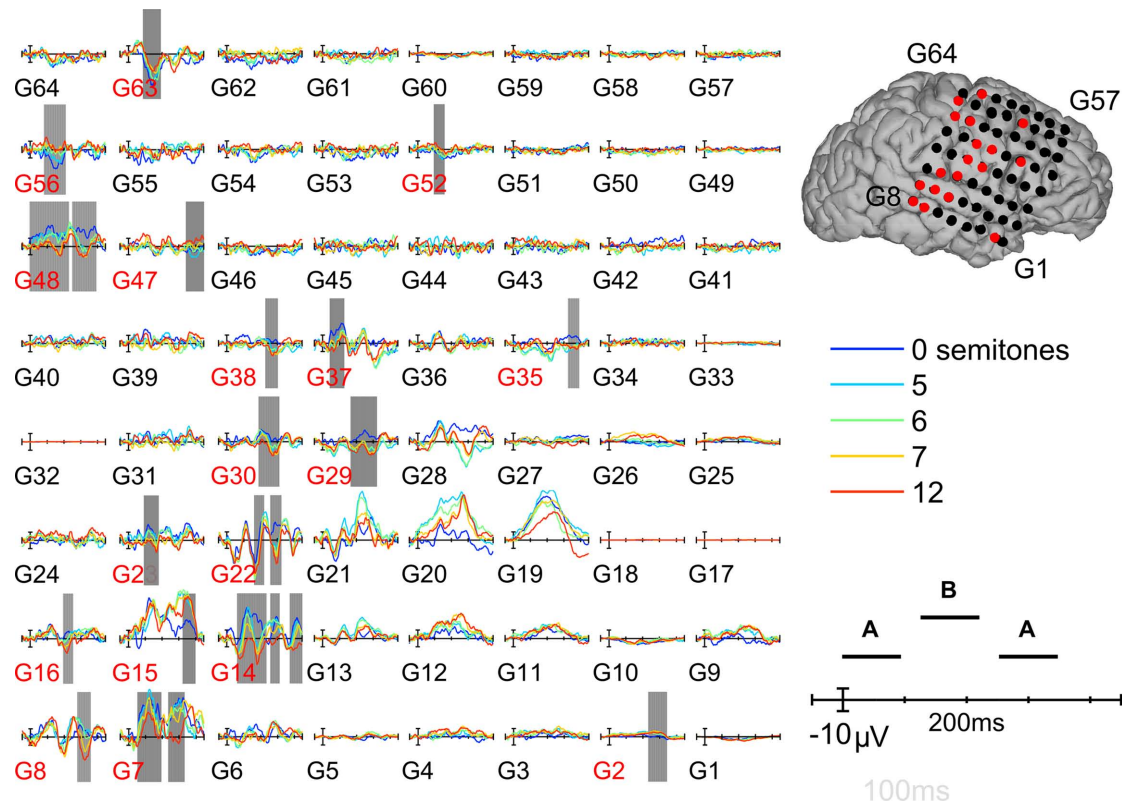 G64 G63 G62 G61 G60 G59 G58 G57
G56 G55 G54 G53 G52 G51 G50 G49
G48 G47 G46 G45 G44 G43 G42 G41
G40 G39 G38 G37 G36 G35 G34 G33
G32 G31 G30 G29 G28 G27 G26 G25
G24 G23 G22 G21 G20 G19 G18 G17
G16 G15 G14 G13 G12 G11 G10 G9
G8 G7 G6 G5 G4 G3 G2 G1
G64
G57
G8
G1
0 semitones
5
6
7
12
B
A A
-10 µV 200ms
100ms